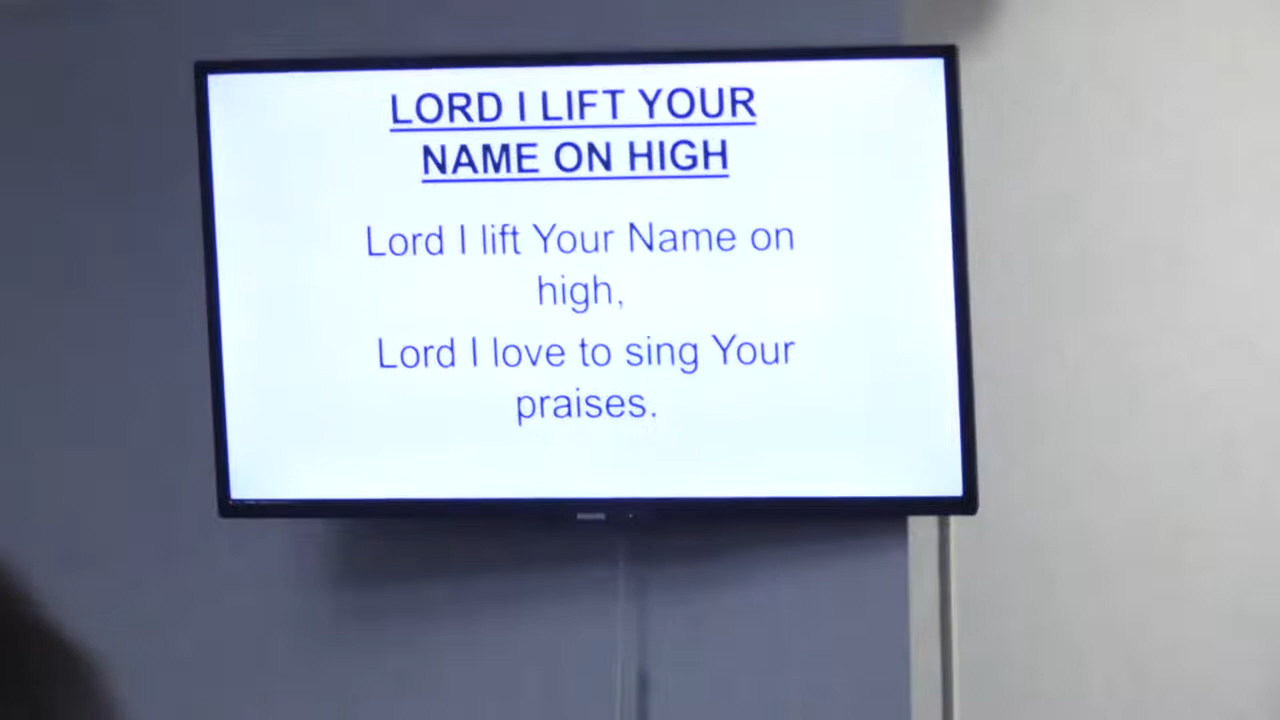 LORD I LIFT YOUR
NAME ON HIGH
Lord I lift Your Name on
high,
Lord I love to sing Your
praises.